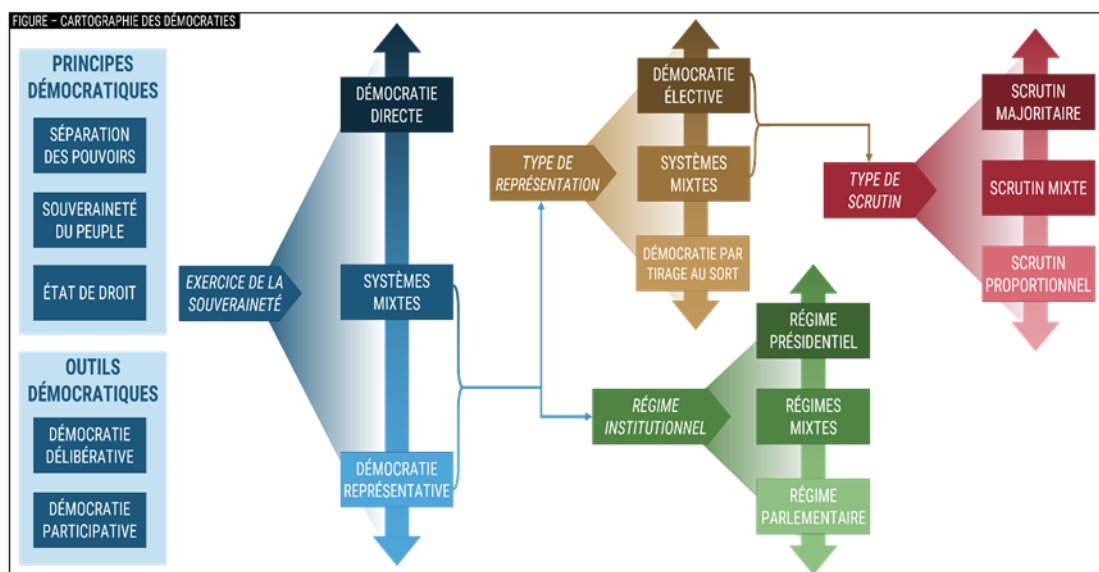 FIGURE – CARTOGRAPHIE DES DÉMOCRATIES
PRINCIPES
DÉMOCRATIQUES
SÉPARATION
DES POUVOIRS
SOUVERAINETÉ
DU PEUPLE
ÉTAT DE DROIT
OUTILS
DÉMOCRATIQUES
DÉMOCRATIE
DÉLIBÉRATIVE
DÉMOCRATIE
PARTICIPATIVE
EXERCICE DE LA
SOUVERAINETÉ
DÉMOCRATIE
DIRECTE
SYSTÈMES
MIXTES
DÉMOCRATIE
REPRÉSENTATIVE
TYPE DE
REPRÉSENTATION
DÉMOCRATIE
ÉLECTIVE
SYSTÈMES
MIXTES
DÉMOCRATIE PAR
TIRAGE AU SORT
RÉGIME
INSTITUTIONNEL
RÉGIME
PRÉSIDENTIEL
RÉGIMES
MIXTES
RÉGIME
PARLEMENTAIRE
TYPE DE
SCRUTIN
SCRUTIN
MAJORITAIRE
SCRUTIN MIXTE
SCRUTIN
PROPORTIONNEL